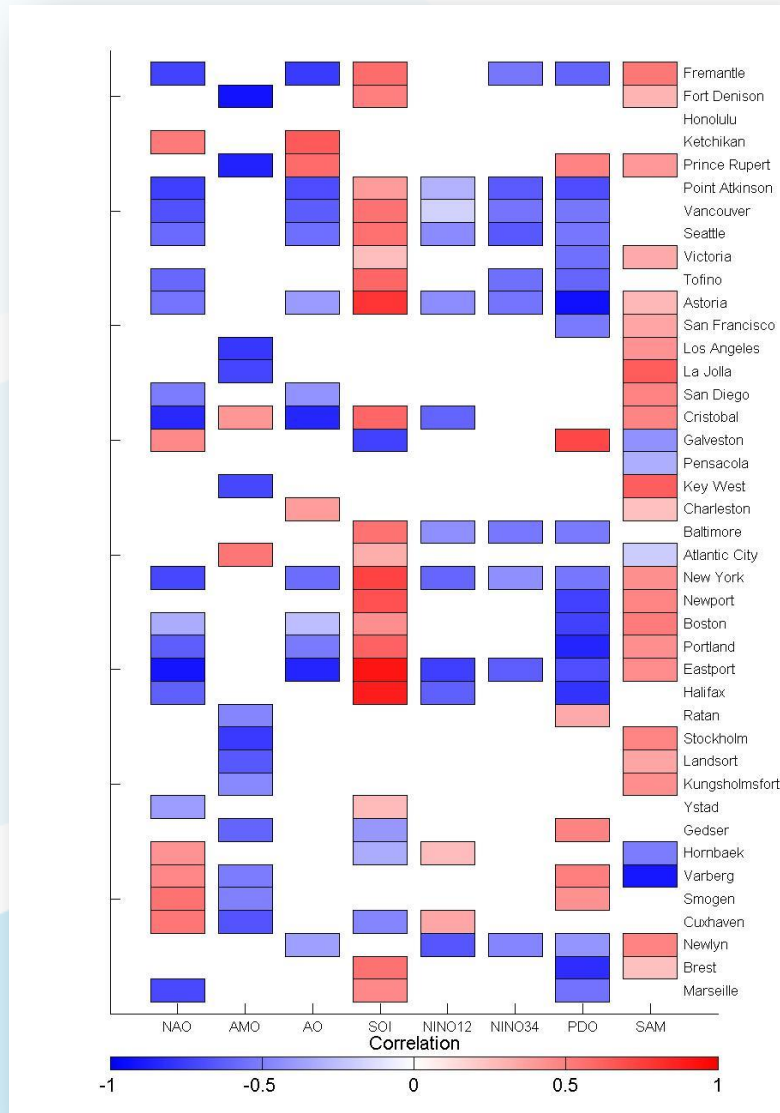 Fremantle
Fort Denison
Honolulu
Ketchikan
Prince Rupert
Point Atkinson
Vancouver
Seattle
Victoria
Tofino
Astoria
San Francisco
Los Angeles
La Jolla
San Diego
Cristobal
Galveston
Pensacola
Key West
Charleston
Baltimore
Atlantic City
New York
Newport
Boston
Portland
Eastport
Halifax
Ratan
Stockholm
Landsort
Kungsholmsfort
Ystad
Gedser
Hornbaek
Varberg
Smogen
Cuxhaven
Newlyn
Brest
Marseille
NAO AMO AO SOI NINO12 NINO34 PDO SAM
Correlation
-1 -0.5 0 0.5 1